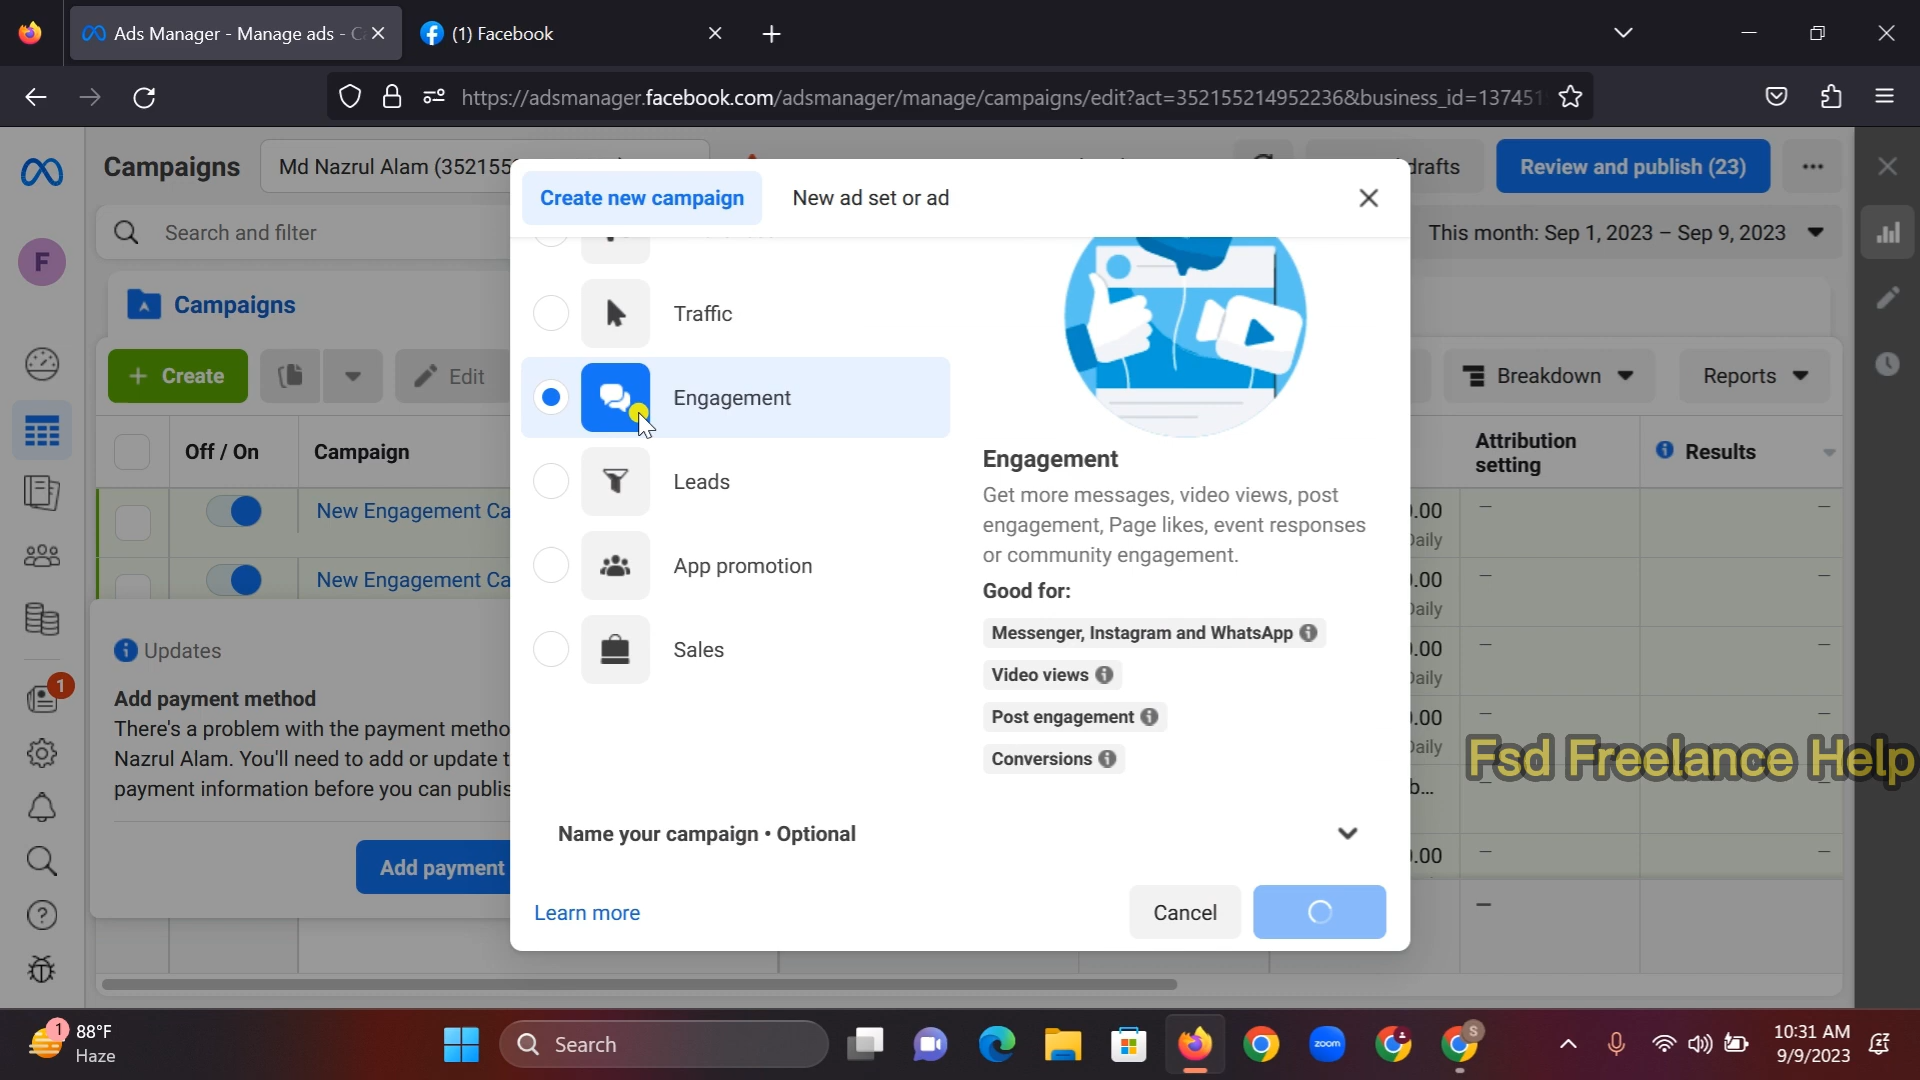 Ads Manager - Manage ads - C
(1) Facebook
https://adsmanager.facebook.com/adsmanager/manage/campaigns/edit?act=352155214952236&business_id=137451
Campaigns
Md Nazrul Alam (352155
drafts
Review and publish (23)
F
Search and filter
This month: Sep 1, 2023 – Sep 9, 2023
Campaigns
Create
Edit
Breakdown
Reports
Off / On
Campaign
Attribution
setting
Results
New Engagement Ca
.00
Daily
New Engagement Ca
.00
Daily
.00
Daily
.00
Daily
b...
.00
1
Updates
Add payment method
There's a problem with the payment metho
Nazrul Alam. You'll need to add or update t
payment information before you can publis
Add payment
Create new campaign
New ad set or ad
Traffic
Engagement
Leads
App promotion
Sales
Engagement
Get more messages, video views, post
engagement, Page likes, event responses
or community engagement.
Good for:
Messenger, Instagram and WhatsApp
Video views
Post engagement
Conversions
Name your campaign • Optional
Learn more
Cancel
Fsd Freelance Help
1
88°F
Haze
Search
zoom
S
10:31 AM
9/9/2023